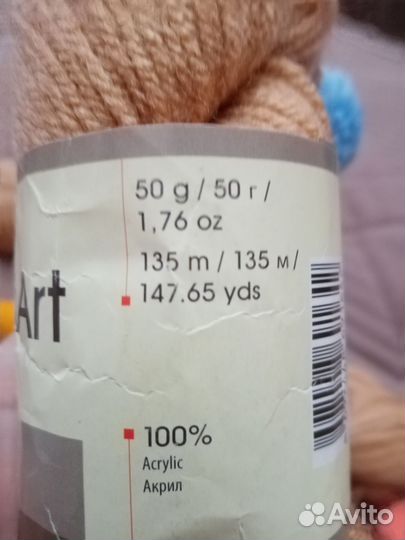 50 g / 50 г /
1,76 oz
135 m / 135 м /
147.65 yds
Art
100%
Acrylic
Акрил
Avito